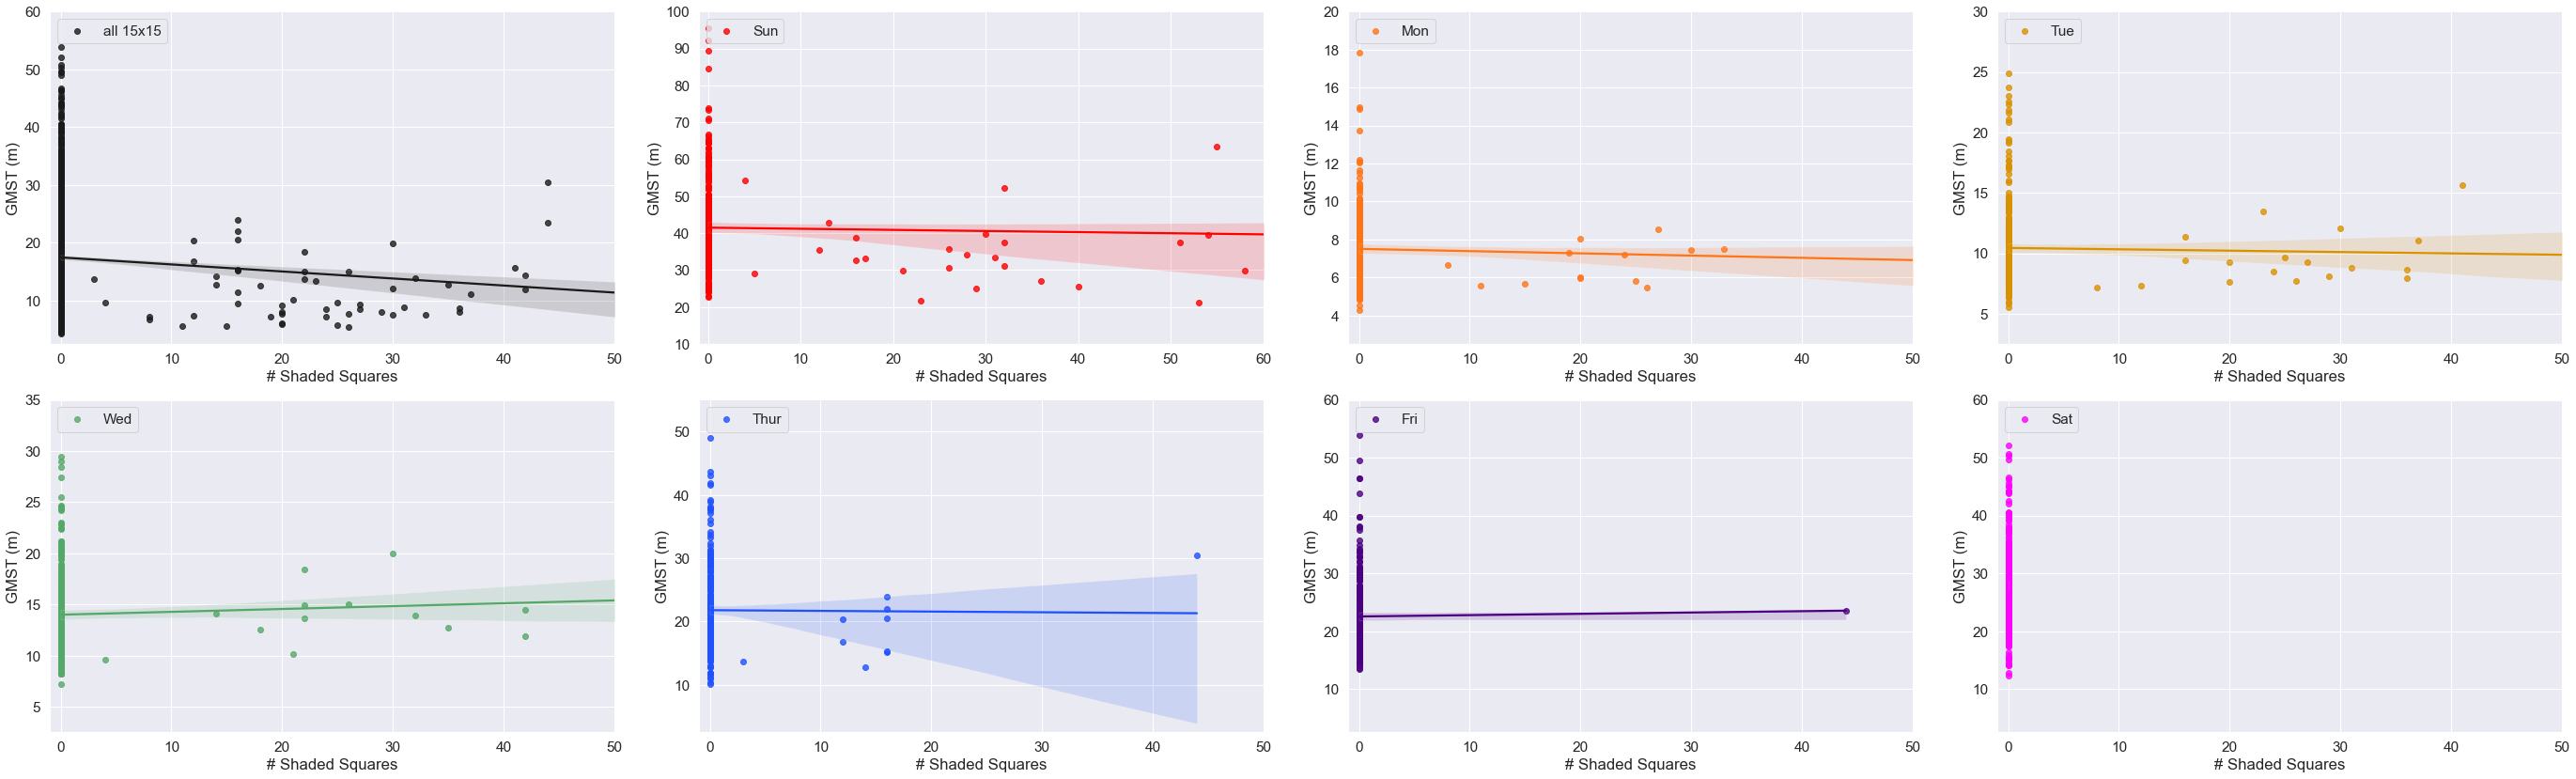 all 15x15
GMST (m)
60
50
40
30
20
10
0 10 20 30 40 50
# Shaded Squares
Sun
GMST (m)
100
90
80
70
60
50
40
30
20
10
0 10 20 30 40 50 60
# Shaded Squares
Mon
GMST (m)
20
18
16
14
12
10
8
6
4
0 10 20 30 40 50
# Shaded Squares
Tue
GMST (m)
30
25
20
15
10
5
0 10 20 30 40 50
# Shaded Squares
Wed
GMST (m)
35
30
25
20
15
10
5
0 10 20 30 40 50
# Shaded Squares
Thur
GMST (m)
50
40
30
20
10
0 10 20 30 40 50
# Shaded Squares
Fri
GMST (m)
60
50
40
30
20
10
0 10 20 30 40 50
# Shaded Squares
Sat
GMST (m)
60
50
40
30
20
10
0 10 20 30 40 50
# Shaded Squares